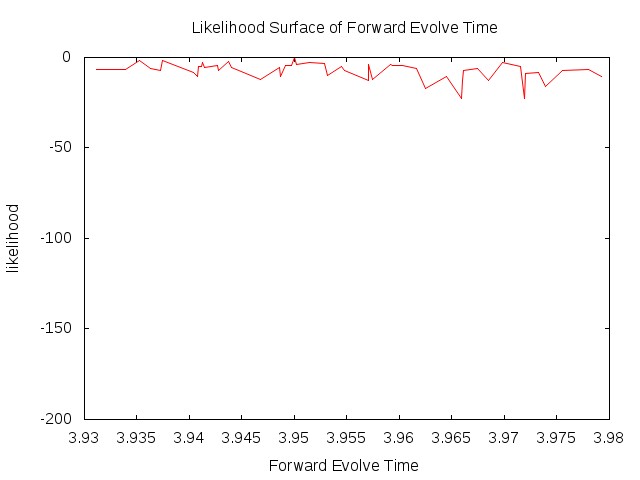 Likelihood Surface of Forward Evolve Time
0
-50
-100
-150
-200
likelihood
3.93 3.935 3.94 3.945 3.95 3.955 3.96 3.965 3.97 3.975 3.98
Forward Evolve Time